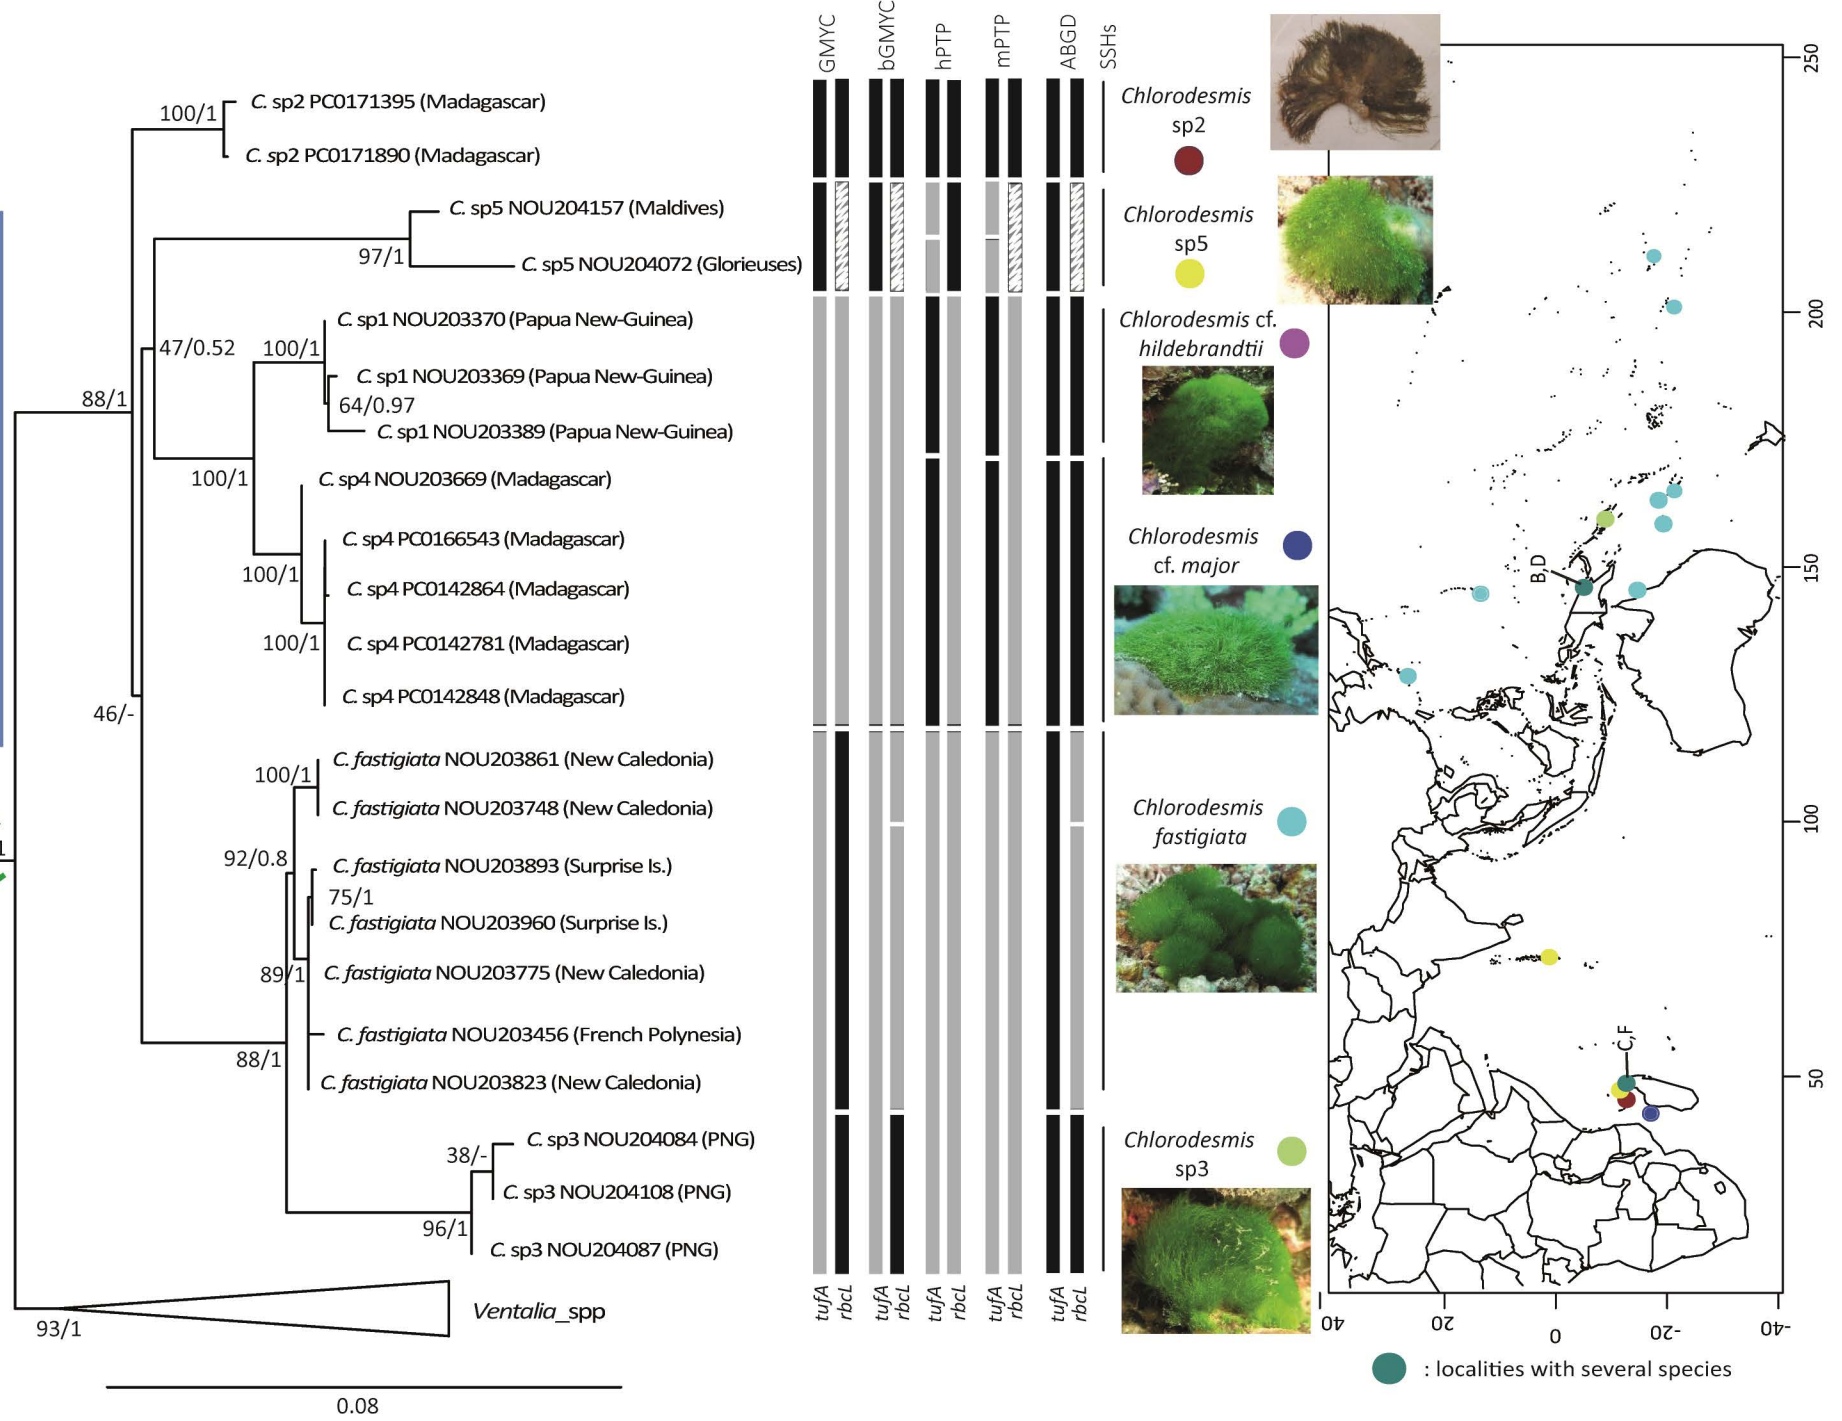 GMYC
bGMYC
hPTP
mPTP
ABGD
SSHs
100/1
C. sp2 PC0171395 (Madagascar)
C. sp2 PC0171890 (Madagascar)
C. sp5 NOU204157 (Maldives)
97/1
C. sp5 NOU204072 (Glorieuses)
47/0.52
C. sp1 NOU203370 (Papua New-Guinea)
100/1
C. sp1 NOU203369 (Papua New-Guinea)
64/0.97
88/1
C. sp1 NOU203389 (Papua New-Guinea)
100/1
C. sp4 NOU203669 (Madagascar)
C. sp4 PC0166543 (Madagascar)
100/1
C. sp4 PC0142864 (Madagascar)
100/1
C. sp4 PC0142781 (Madagascar)
C. sp4 PC0142848 (Madagascar)
46/-
C. fastigiata NOU203861 (New Caledonia)
100/1
C. fastigiata NOU203748 (New Caledonia)
92/0.8
1
C. fastigiata NOU203893 (Surprise Is.)
75/1
C. fastigiata NOU203960 (Surprise Is.)
89/1
C. fastigiata NOU203775 (New Caledonia)
C. fastigiata NOU203456 (French Polynesia)
88/1
C. fastigiata NOU203823 (New Caledonia)
C. sp3 NOU204084 (PNG)
38/-
C. sp3 NOU204108 (PNG)
96/1
C. sp3 NOU204087 (PNG)
Ventalia_spp
93/1
0.08
tufA
rbcL
tufA
rbcL
tufA
rbcL
tufA
rbcL
tufA
rbcL
Chlorodesmis
sp2
Chlorodesmis
sp5
Chlorodesmis cf.
hildebrandtii
Chlorodesmis
cf. major
Chlorodesmis
fastigiata
Chlorodesmis
sp3
B,D
C,F
250
200
150
100
50
40
20
0
-20
-40
: localities with several species